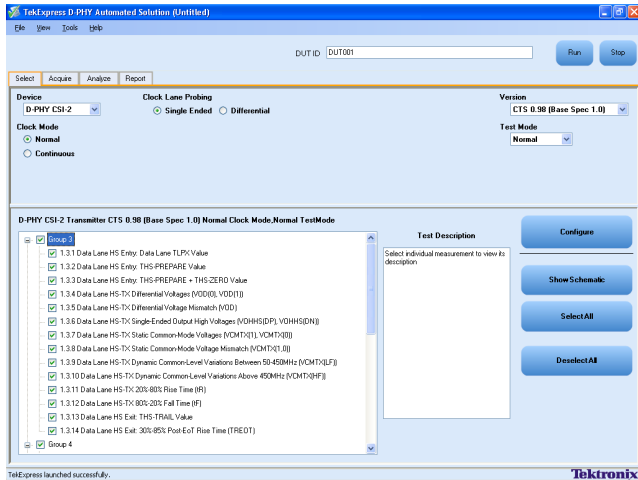 TekExpress D-PHY Automated Solution (Untitled)
File View Tools Help
DUT ID DUT001 Run Stop
Select Acquire Analyze Report
Device Clock Lane Probing Version
D-PHY CSI-2 Single Ended Differential CTS 0.98 (Base Spec 1.0)
Clock Mode Test Mode
Normal Normal
Continuous
D-PHY CSI-2 Transmitter CTS 0.98 (Base Spec 1.0) Normal Clock Mode,Normal TestMode
Group 3
1.3.1 Data Lane HS Entry: Data Lane TLPX Value
1.3.2 Data Lane HS Entry: THS-PREPARE Value
1.3.3 Data Lane HS Entry: THS-PREPARE + THS-ZERO Value
1.3.4 Data Lane HS-TX Differential Voltages (VOD(0), VOD(1))
1.3.5 Data Lane HS-TX Differential Voltage Mismatch (VOD)
1.3.6 Data Lane HS-TX Single-Ended Output High Voltages (VOHHS(DP), VOHHS(DN))
1.3.7 Data Lane HS-TX Static Common-Mode Voltages (VCMTX(1), VCMTX(0))
1.3.8 Data Lane HS-TX Static Common-Mode Voltage Mismatch (VCMTX(1,0))
1.3.9 Data Lane HS-TX Dynamic Common-Level Variations Between 50-450MHz (VCMTX(LF))
1.3.10 Data Lane HS-TX Dynamic Common-Level Variations Above 450MHz (VCMTX(HF))
1.3.11 Data Lane HS-TX 20%-80% Rise Time (tR)
1.3.12 Data Lane HS-TX 80%-20% Fall Time (tF)
1.3.13 Data Lane HS Exit: THS-TRAIL Value
1.3.14 Data Lane HS Exit: 30%-85% Post-EoT Rise Time (TREOT)
Group 4
Test Description
Select individual measurement to view its
description
Configure
Show Schematic
Select All
Deselect All
TekExpress launched successfully.
Tektronix